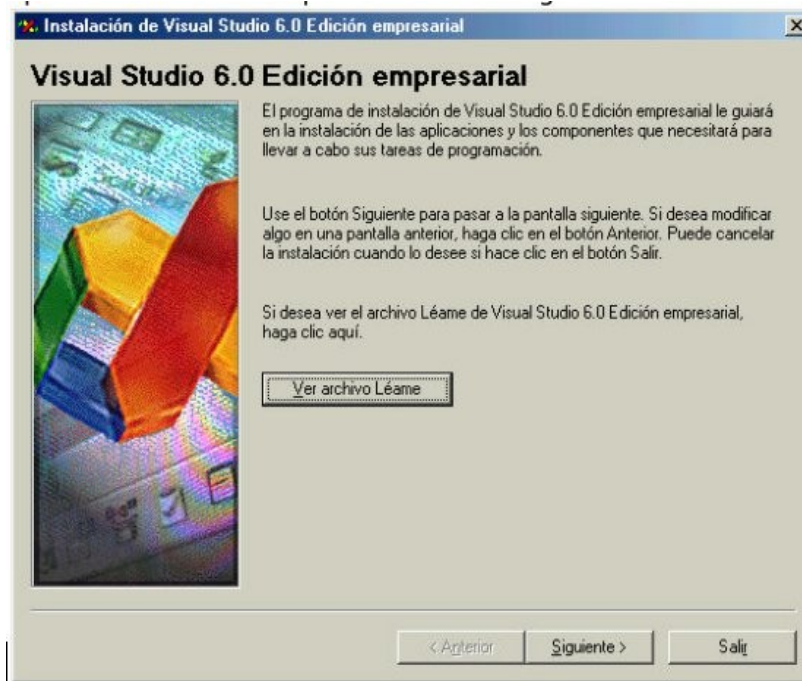 Instalación de Visual Studio 6.0 Edición empresarial
Visual Studio 6.0 Edición empresarial
El programa de instalación de Visual Studio 6.0 Edición empresarial le guiará
en la instalación de las aplicaciones y los componentes que necesitará para
llevar a cabo sus tareas de programación.
Use el botón Siguiente para pasar a la pantalla siguiente. Si desea modificar
algo en una pantalla anterior, haga clic en el botón Anterior. Puede cancelar
la instalación cuando lo desee si hace clic en el botón Salir.
Si desea ver el archivo Léame de Visual Studio 6.0 Edición empresarial,
haga clic aquí.
Ver archivo Léame
< Anterior
Siguiente >
Salir